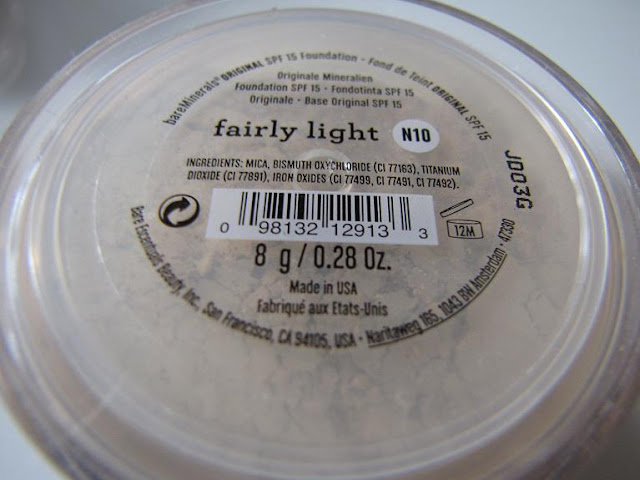 bareMinerals® ORIGINAL SPF 15 Foundation - Fond de Teint ORIGINAL SPF 15
Originale Mineralien
Foundation SPF 15 · Fondotinta SPF 15
Originale · Base Original SPF 15
fairly light N10
INGREDIENTS: MICA, BISMUTH OXYCHLORIDE (CI 77163), TITANIUM
DIOXIDE (CI 77891), IRON OXIDES (CI 77499, CI 77491, CI 77492).
JD03G
0 98132 12913 3
12M
8 g / 0.28 Oz.
Made in USA
Fabriqué aux Etats-Unis
Bare Escentuals Beauty, Inc., San Francisco, CA 94105, USA · Naritaweg 165, 1043 BW Amsterdam · 47330